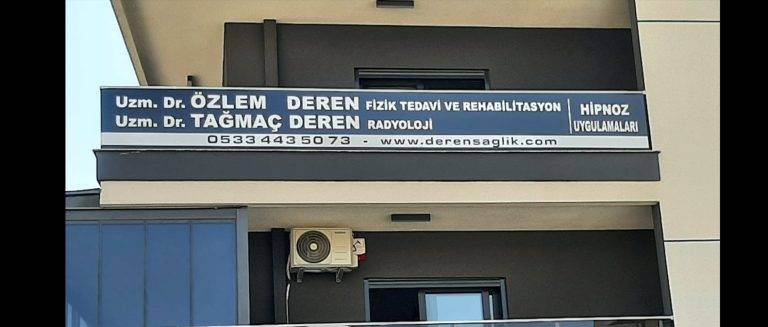 Uzm. Dr. ÖZLEM DEREN FİZİK TEDAVİ VE REHABİLİTASYON
Uzm. Dr. TAĞMAÇ DEREN RADYOLOJİ
HİPNOZ
UYGULAMALARI
0533 443 50 73 - www.derensaglik.com